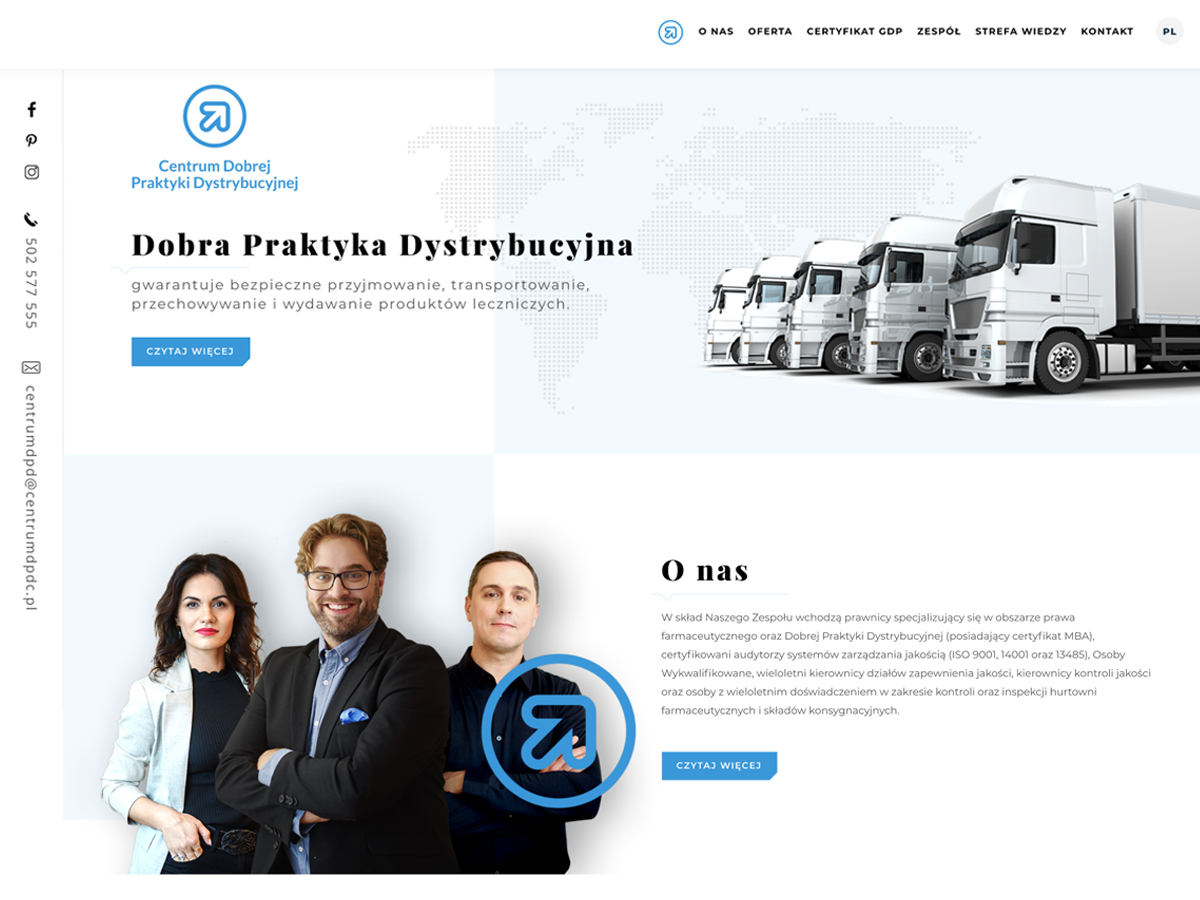 O NAS OFERTA CERTYFIKAT GDP ZESPÓŁ STREFA WIEDZY KONTAKT PL
502 577 555
centrumdpd@centrumdpdc.pl
Centrum Dobrej
Praktyki Dystrybucyjnej
Dobra Praktyka Dystrybucyjna
gwarantuje bezpieczne przyjmowanie, transportowanie,
przechowywanie i wydawanie produktów leczniczych.
CZYTAJ WIĘCEJ
O nas
W skład Naszego Zespołu wchodzą prawnicy specjalizujący się w obszarze prawa
farmaceutycznego oraz Dobrej Praktyki Dystrybucyjnej (posiadający certyfikat MBA),
certyfikowani audytorzy systemów zarządzania jakością (ISO 9001, 14001 oraz 13485), Osoby
Wykwalifikowane, wieloletni kierownicy działów zapewnienia jakości, kierownicy kontroli jakości
oraz osoby z wieloletnim doświadczeniem w zakresie kontroli oraz inspekcji hurtowni
farmaceutycznych i składów konsygnacyjnych.
CZYTAJ WIĘCEJ